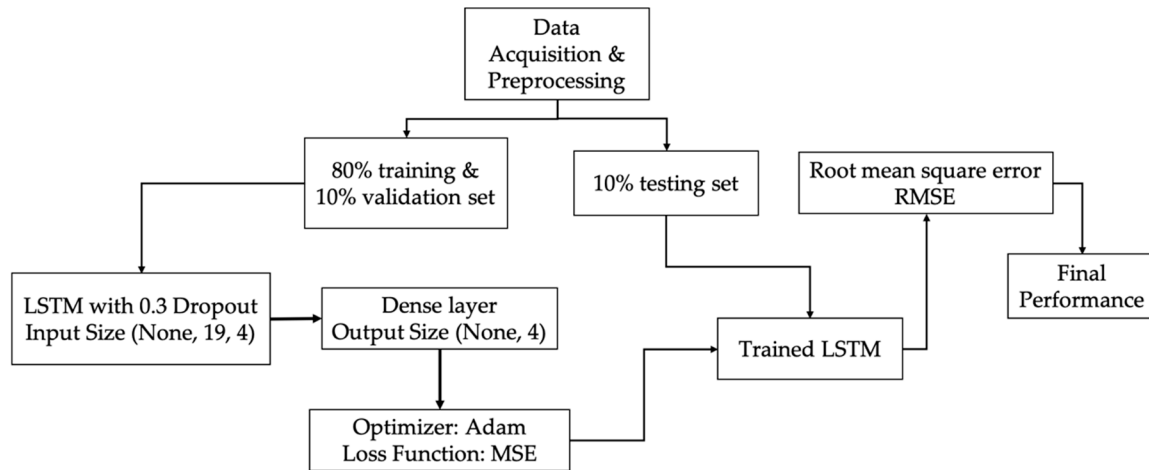 Data
Acquisition &
Preprocessing
80% training &
10% validation set
10% testing set
Root mean square error
RMSE
Final
Performance
LSTM with 0.3 Dropout
Input Size (None, 19, 4)
Dense layer
Output Size (None, 4)
Trained LSTM
Optimizer: Adam
Loss Function: MSE